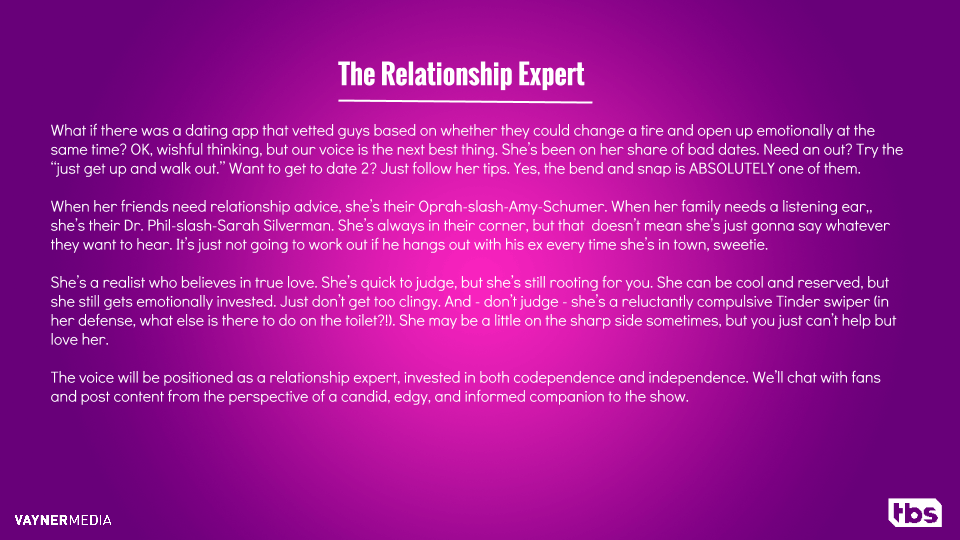 The Relationship Expert
What if there was a dating app that vetted guys based on whether they could change a tire and open up emotionally at the
same time? OK, wishful thinking, but our voice is the next best thing. She's been on her share of bad dates. Need an out? Try the
“just get up and walk out.” Want to get to date 2? Just follow her tips. Yes, the bend and snap is ABSOLUTELY one of them.
When her friends need relationship advice, she's their Oprah-slash-Amy-Schumer. When her family needs a listening ear,,
she's their Dr. Phil-slash-Sarah Silverman. She's always in their corner, but that  doesn't mean she's just gonna say whatever
they want to hear. It's just not going to work out if he hangs out with his ex every time she's in town, sweetie.
She's a realist who believes in true love. She's quick to judge, but she's still rooting for you. She can be cool and reserved, but
she still gets emotionally invested. Just don't get too clingy. And - don't judge - she's a reluctantly compulsive Tinder swiper (in
her defense, what else is there to do on the toilet?!). She may be a little on the sharp side sometimes, but you just can't help but
love her.
The voice will be positioned as a relationship expert, invested in both codependence and independence. We'll chat with fans
and post content from the perspective of a candid, edgy, and informed companion to the show.
VAYNERMEDIA
tbs